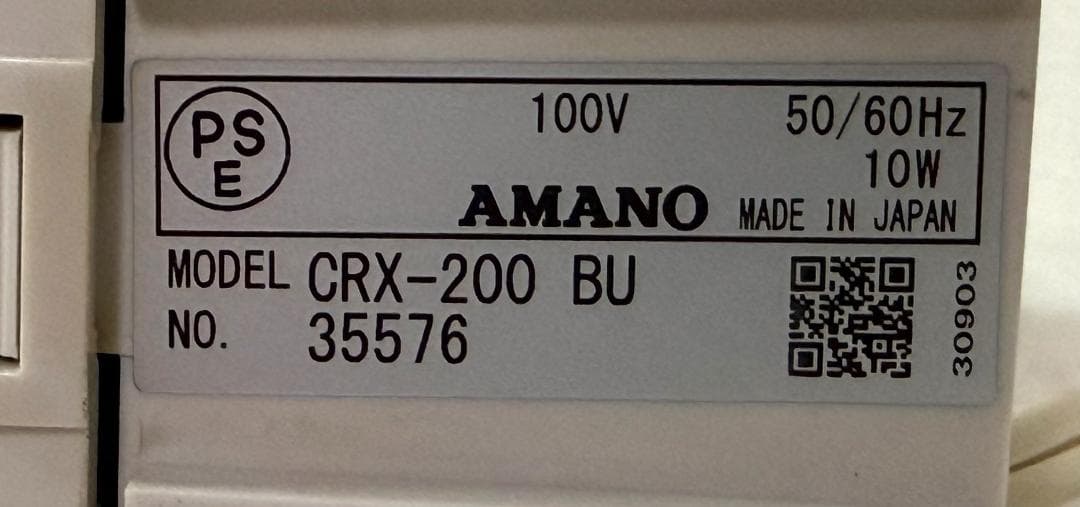 PS
E
100V 50/60Hz
10W
AMANO MADE IN JAPAN
MODEL CRX-200 BU
NO. 35576
30903